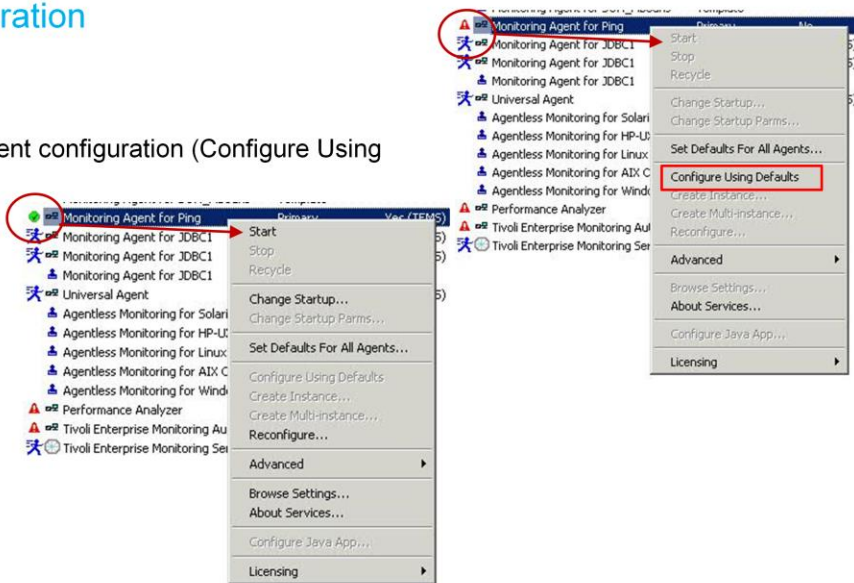 ration
ent configuration (Configure Using
Monitoring Agent for Ping Primary No
Monitoring Agent for JDBC1
Monitoring Agent for JDBC1
Monitoring Agent for JDBC1
Universal Agent
Agentless Monitoring for Solari
Agentless Monitoring for HP-U
Agentless Monitoring for Linux
Agentless Monitoring for AIX C
Agentless Monitoring for Windo
Performance Analyzer
Tivoli Enterprise Monitoring Au
Tivoli Enterprise Monitoring Ser
Start
Stop
Recycle
Change Startup...
Change Startup Parms...
Set Defaults For All Agents...
Configure Using Defaults
Create Instance...
Create Multi-instance...
Reconfigure...
Advanced
Browse Settings...
About Services...
Configure Java App...
Licensing
Monitoring Agent for Ping Primary Yes (TEMS)
Monitoring Agent for JDBC1
Monitoring Agent for JDBC1
Monitoring Agent for JDBC1
Universal Agent
Agentless Monitoring for Solari
Agentless Monitoring for HP-U
Agentless Monitoring for Linux
Agentless Monitoring for AIX C
Agentless Monitoring for Windo
Performance Analyzer
Tivoli Enterprise Monitoring Au
Tivoli Enterprise Monitoring Ser
Start
Stop
Recycle
Change Startup...
Change Startup Parms...
Set Defaults For All Agents...
Configure Using Defaults
Create Instance...
Create Multi-instance...
Reconfigure...
Advanced
Browse Settings...
About Services...
Configure Java App...
Licensing